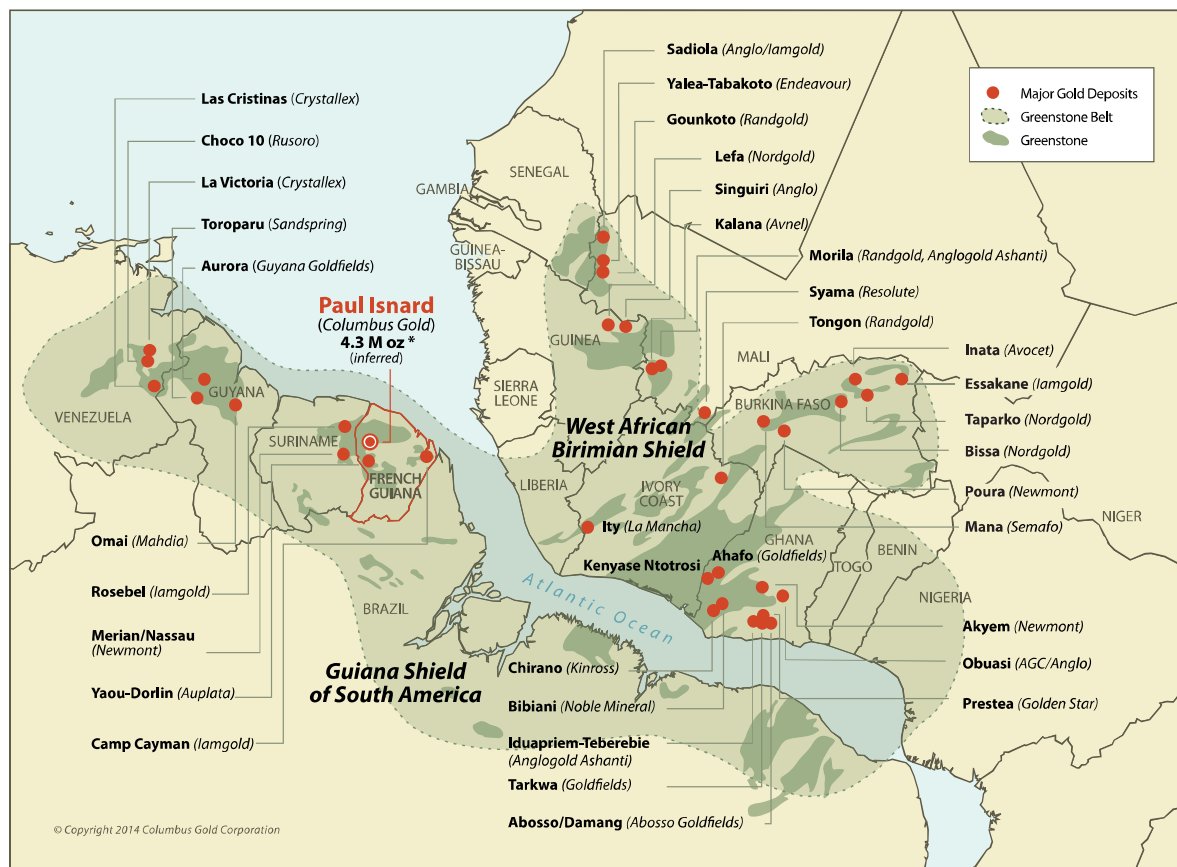 Sadiola (Anglo/Iamgold)
Yalea-Tabakoto (Endeavour)
Gounkoto (Randgold)
Lefa (Nordgold)
Singuiri (Anglo)
Kalana (Avnel)
Morila (Randgold, Anglogold Ashanti)
Syama (Resolute)
Tongon (Randgold)
Major Gold Deposits
Greenstone Belt
Greenstone
Las Cristinas (Crystallex)
Choco 10 (Rusoro)
La Victoria (Crystallex)
Toroparu (Sandspring)
Aurora (Guyana Goldfields)
Paul Isnard
(Columbus Gold)
4.3 M oz *
(inferred)
SENEGAL
GAMBIA
GUINEA-
BISSAU
GUINEA
SIERRA
LEONE
MALI
BURKINA FASO
Inata (Avocet)
Essakane (Iamgold)
Taparko (Nordgold)
Bissa (Nordgold)
Poura (Newmont)
Mana (Semafo)
VENEZUELA
GUYANA
SURINAME
FRENCH
GUIANA
West African
Birimian Shield
LIBERIA
IVORY
COAST
Ity (La Mancha)
GHANA
Ahafo (Goldfields)
Kenyase Ntotrosi
TOGO
BENIN
NIGER
NIGERIA
Omai (Mahdia)
Rosebel (Iamgold)
Merian/Nassau
(Newmont)
Yaou-Dorlin (Auplata)
Camp Cayman (Iamgold)
BRAZIL
Atlantic Ocean
Guiana Shield
of South America
Akyem (Newmont)
Obuasi (AGC/Anglo)
Prestea (Golden Star)
Chirano (Kinross)
Bibiani (Noble Mineral)
Iduapriem-Teberebie
(Anglogold Ashanti)
Tarkwa (Goldfields)
Abosso/Damang (Abosso Goldfields)
© Copyright 2014 Columbus Gold Corporation